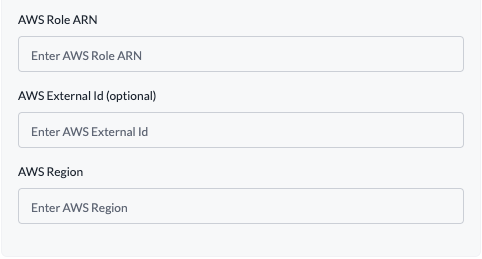 AWS Role ARN
Enter AWS Role ARN
AWS External Id (optional)
Enter AWS External Id
AWS Region
Enter AWS Region